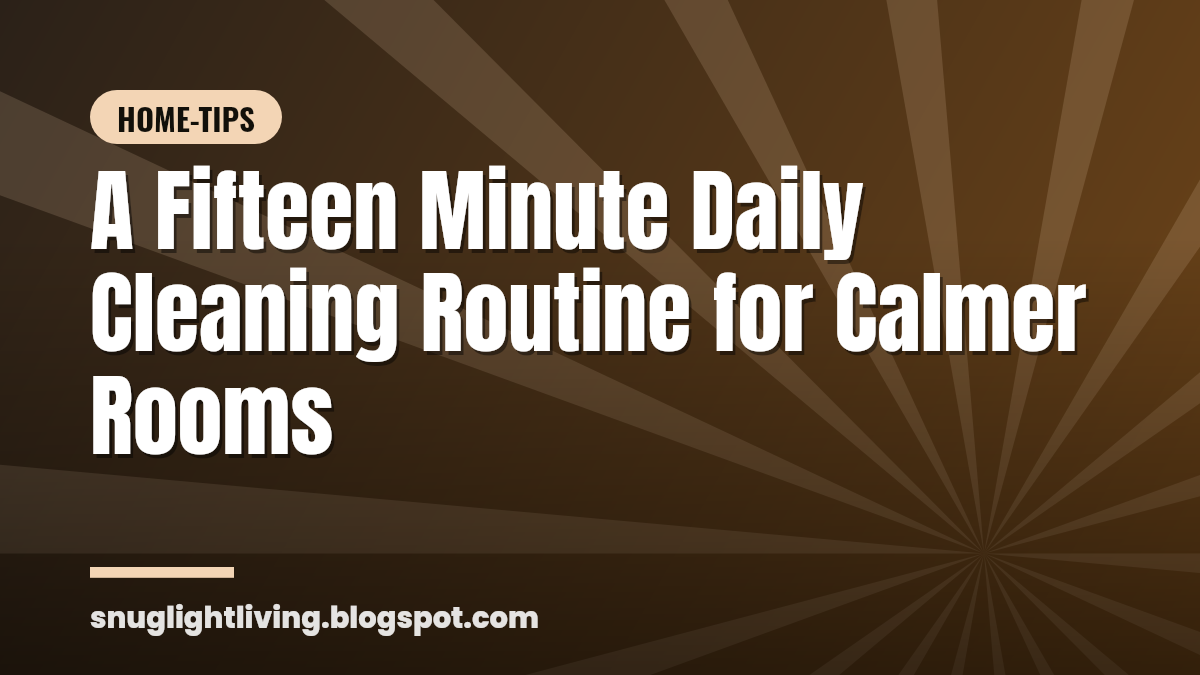 HOME-TIPS
A Fifteen Minute Daily
Cleaning Routine for Calmer
Rooms
snuglightliving.blogspot.com